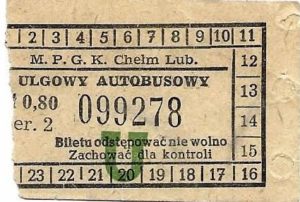 2 3 4 5 6 7 8 9 10 11
M. P. G. K. Chełm Lub.
12
ULGOWY AUTOBUSOWY
13
0,80 099278
14
er. 2
Biletu odstępować nie wolno
15
Zachować dla kontroli
U
23 22 21 20 19 18 17 16